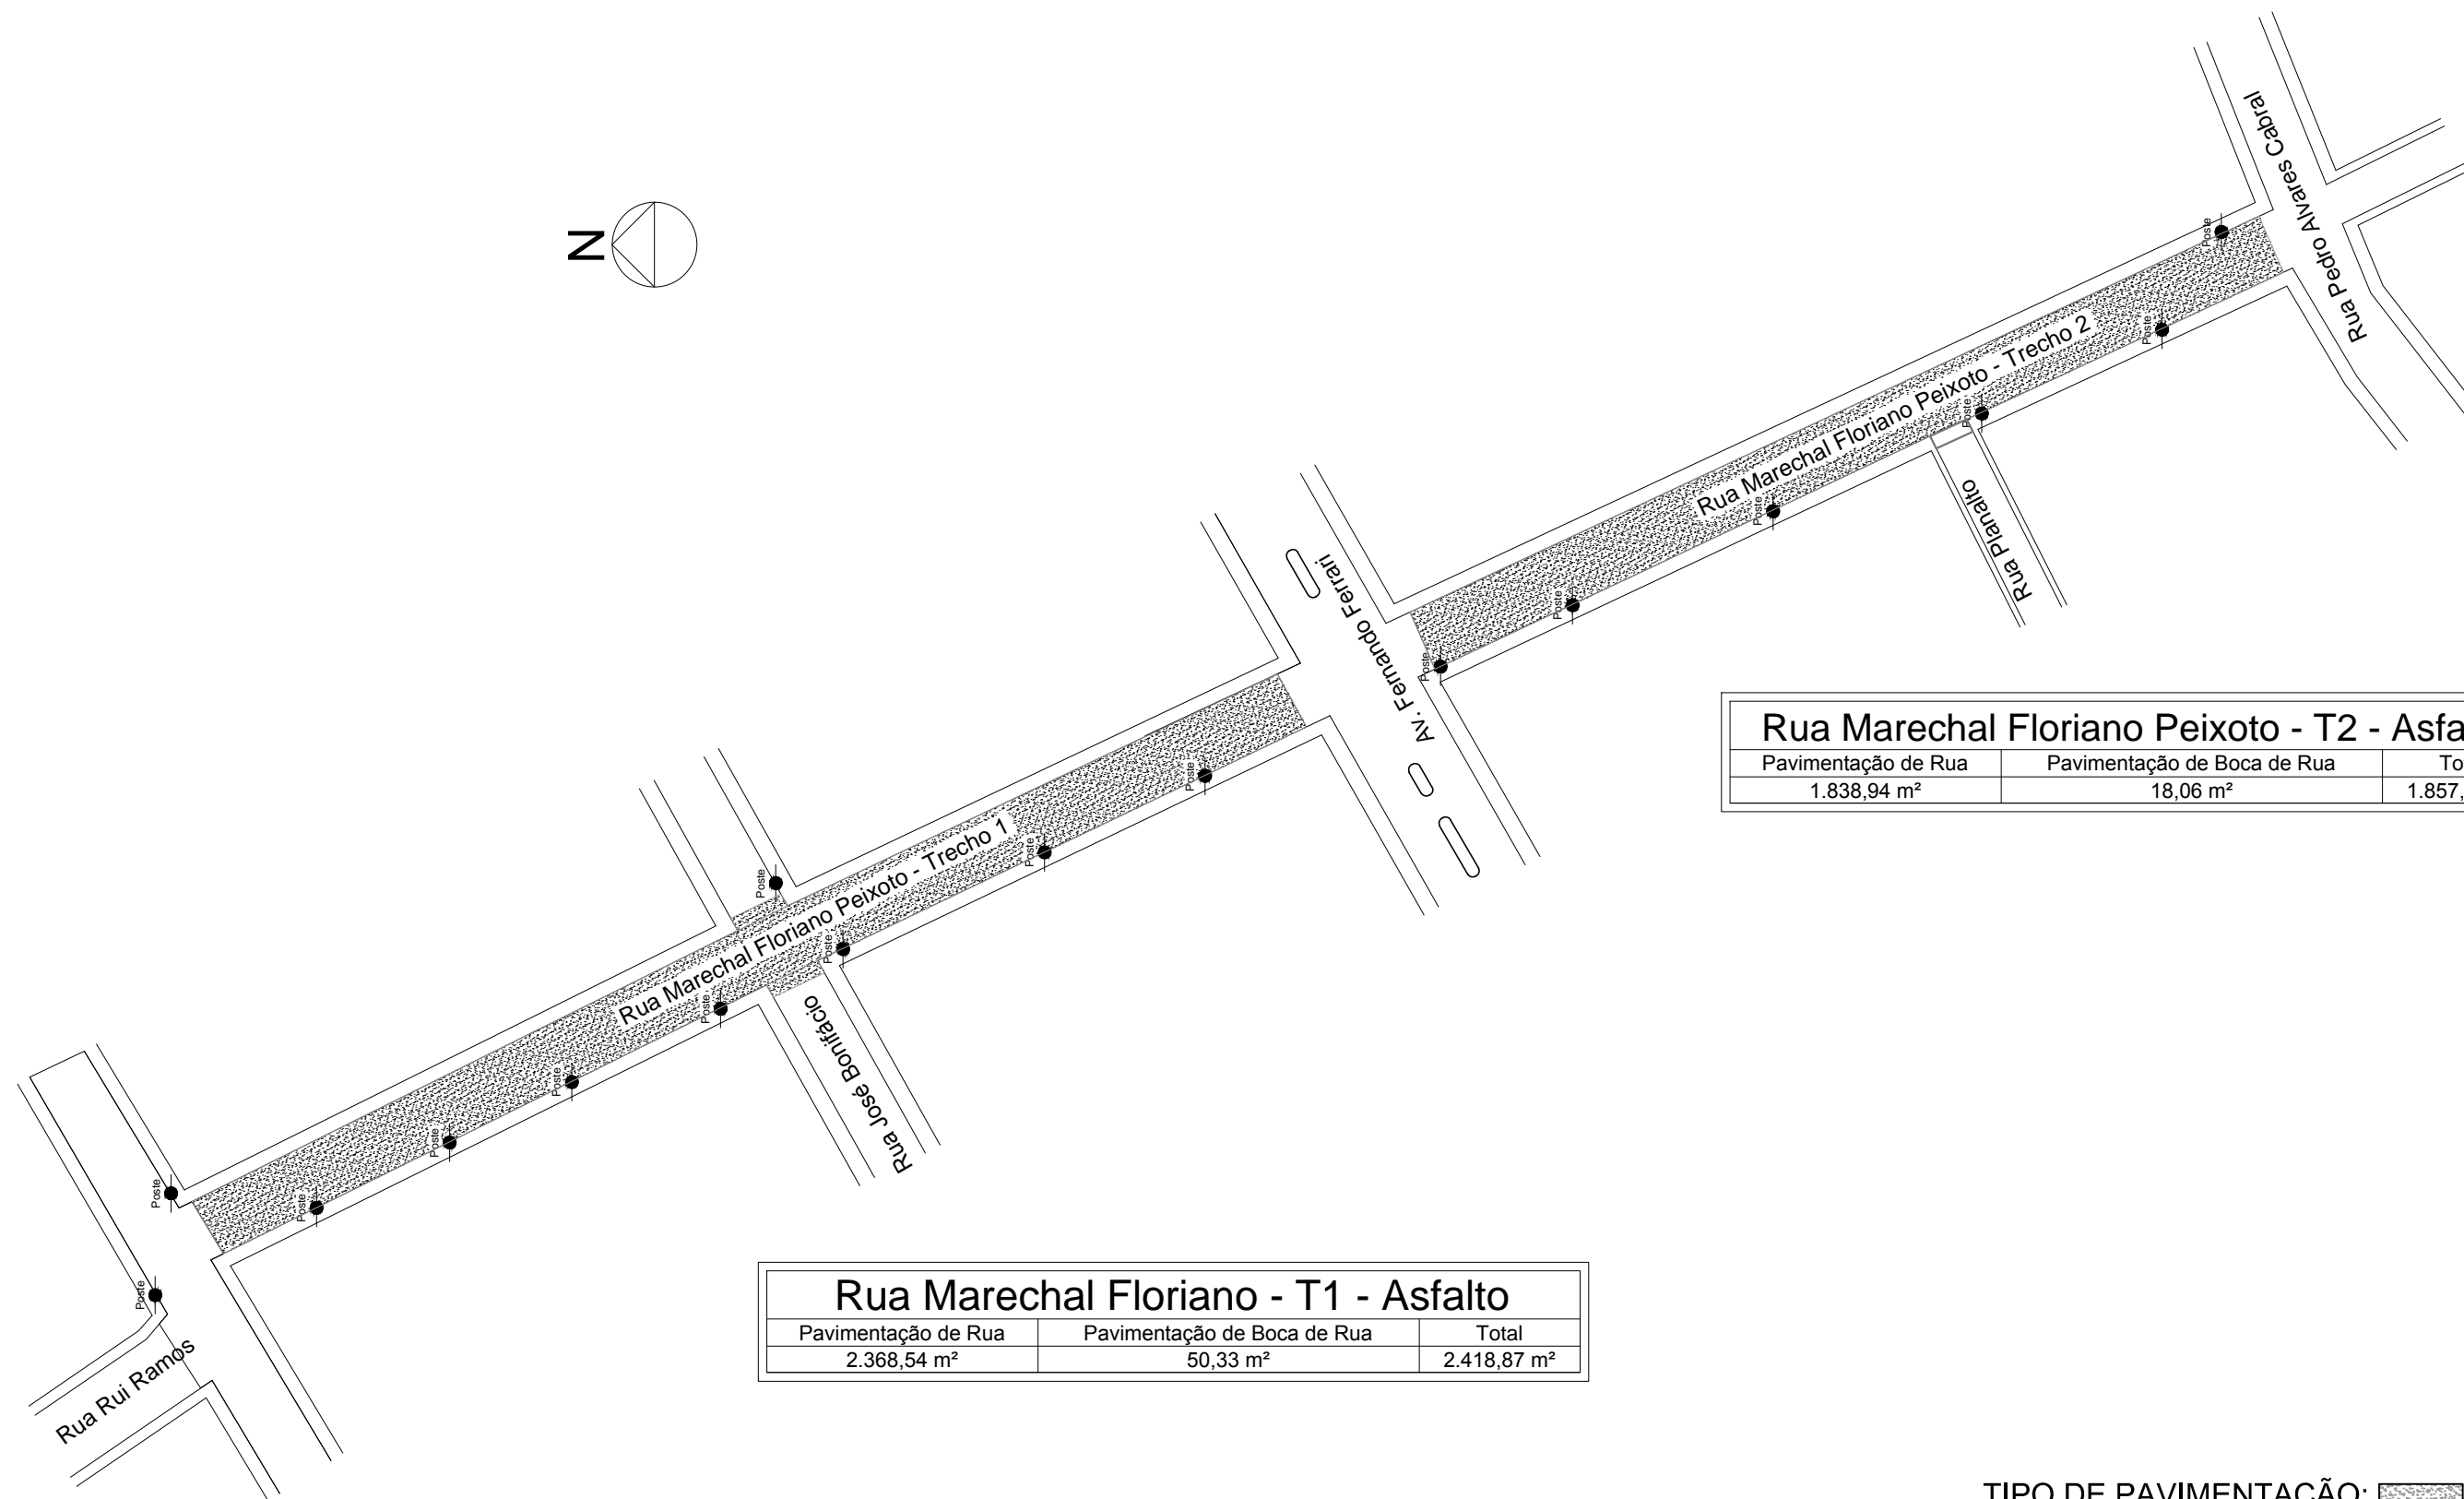 Rua Pedro Alvares Cabral
N
Poste
Poste
Rua Marechal Floriano Peixoto - Trecho 2
Poste
Poste
Rua Planalto
Av. Fernando Ferrari
Poste
Poste
Rua Marechal Floriano Peixoto - T2 - Asfa
Pavimentação de Rua Pavimentação de Boca de Rua To
1.838,94 m² 18,06 m² 1.857,
Poste
Rua Marechal Floriano Peixoto - Trecho 1
Poste
Poste
Poste
Poste
Rua José Bonifácio
Poste
Poste
Poste
Poste
Poste
Rua Marechal Floriano - T1 - Asfalto
Pavimentação de Rua Pavimentação de Boca de Rua Total
2.368,54 m² 50,33 m² 2.418,87 m²
Rua Rui Ramos
TIPO DE PAVIMENTAÇÃO: